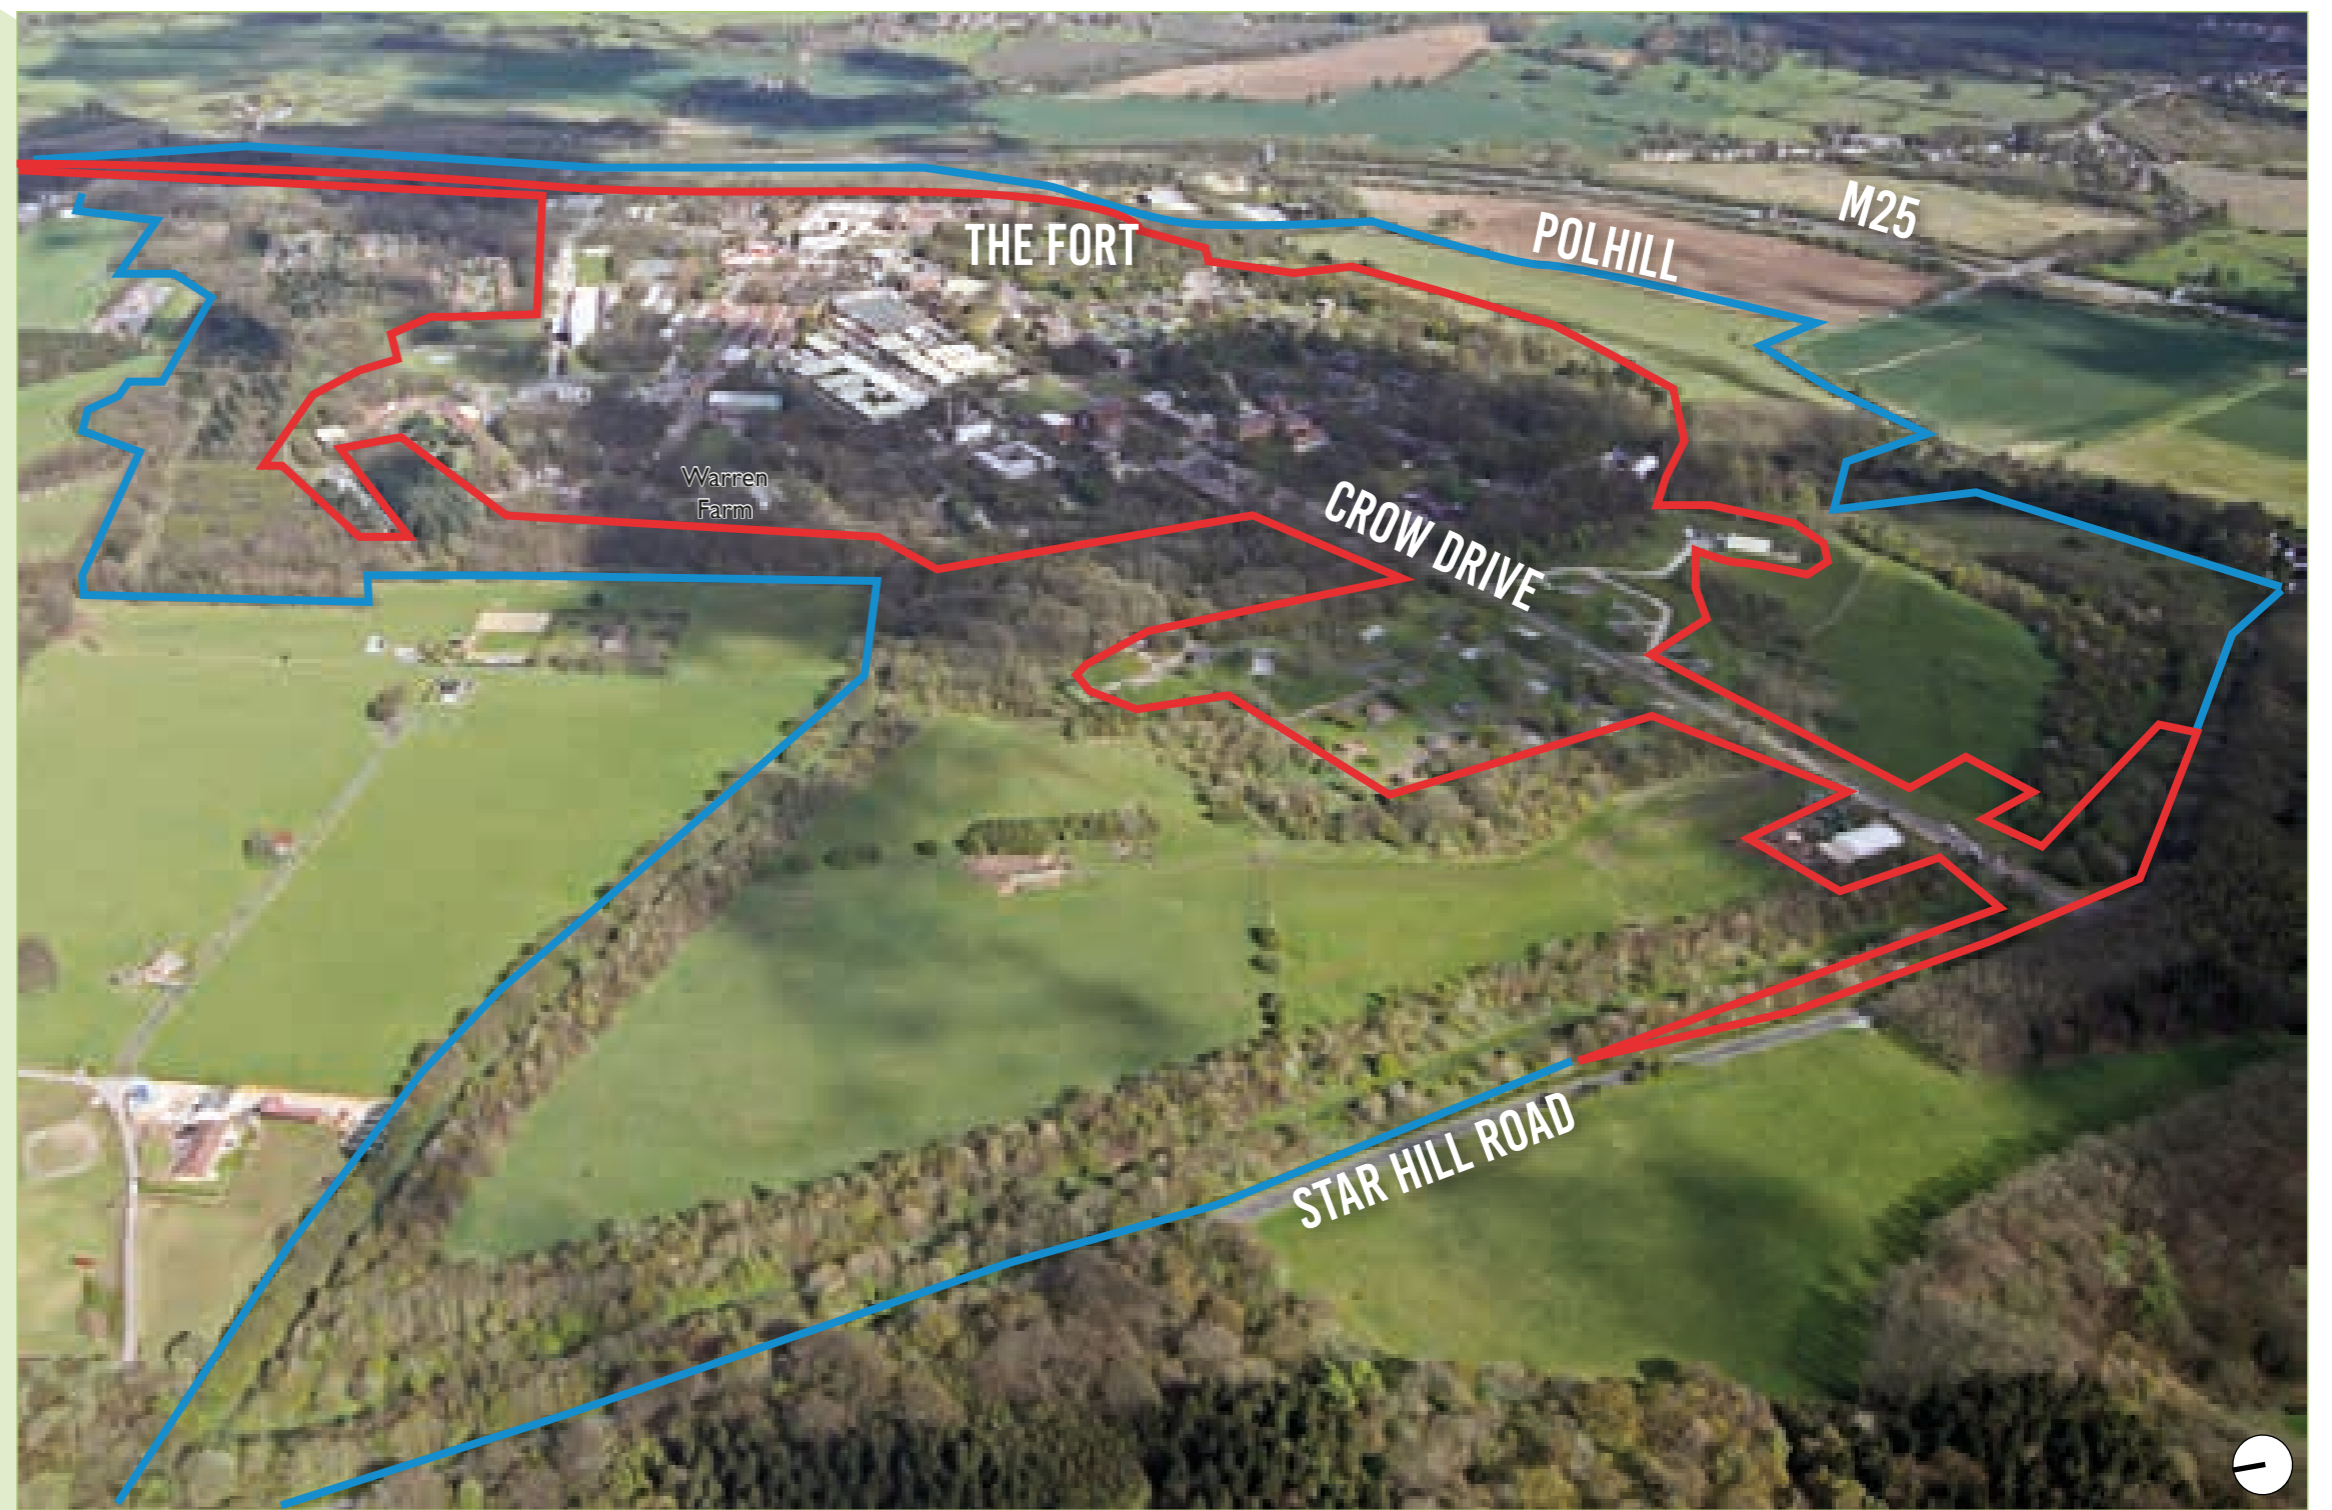 M25
POLHILL
THE FORT
Warren
Farm
CROW DRIVE
STAR HILL ROAD